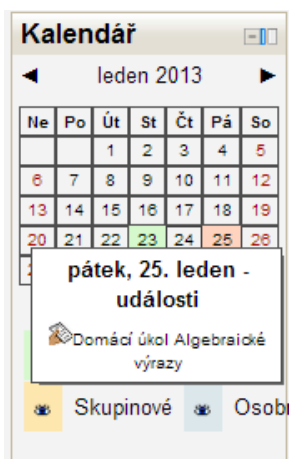 Kalendář
leden 2013
Ne Po Út St Čt Pá So
1 2 3 4 5
6 7 8 9 10 11 12
13 14 15 16 17 18 19
20 21 22 23 24 25 26
pátek, 25. leden -
události
Domácí úkol Algebraické
výrazy
Skupinové Osobn